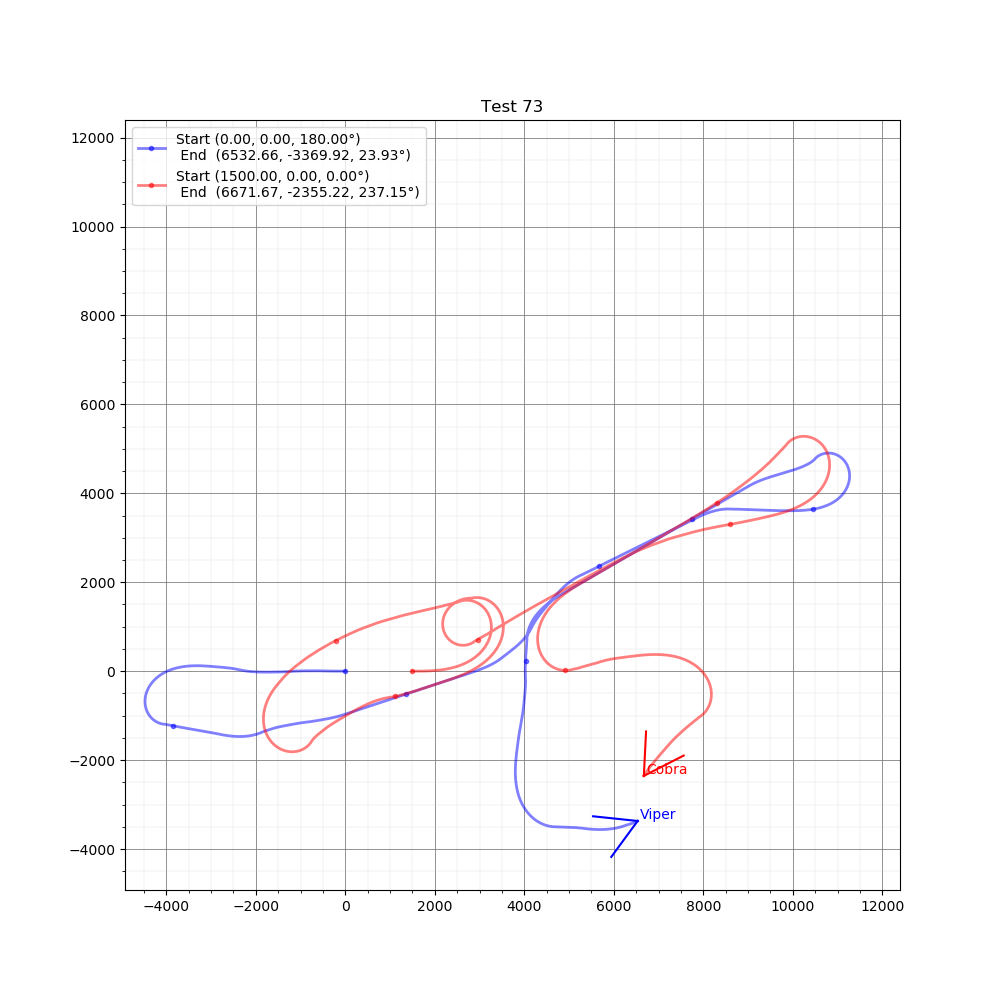 Test 73
Start (0.00, 0.00, 180.00°)
End (6532.66, -3369.92, 23.93°)
Start (1500.00, 0.00, 0.00°)
End (6671.67, -2355.22, 237.15°)
12000
10000
8000
6000
4000
2000
0
−2000
−4000
Cobra
Viper
−4000 −2000 0 2000 4000 6000 8000 10000 12000